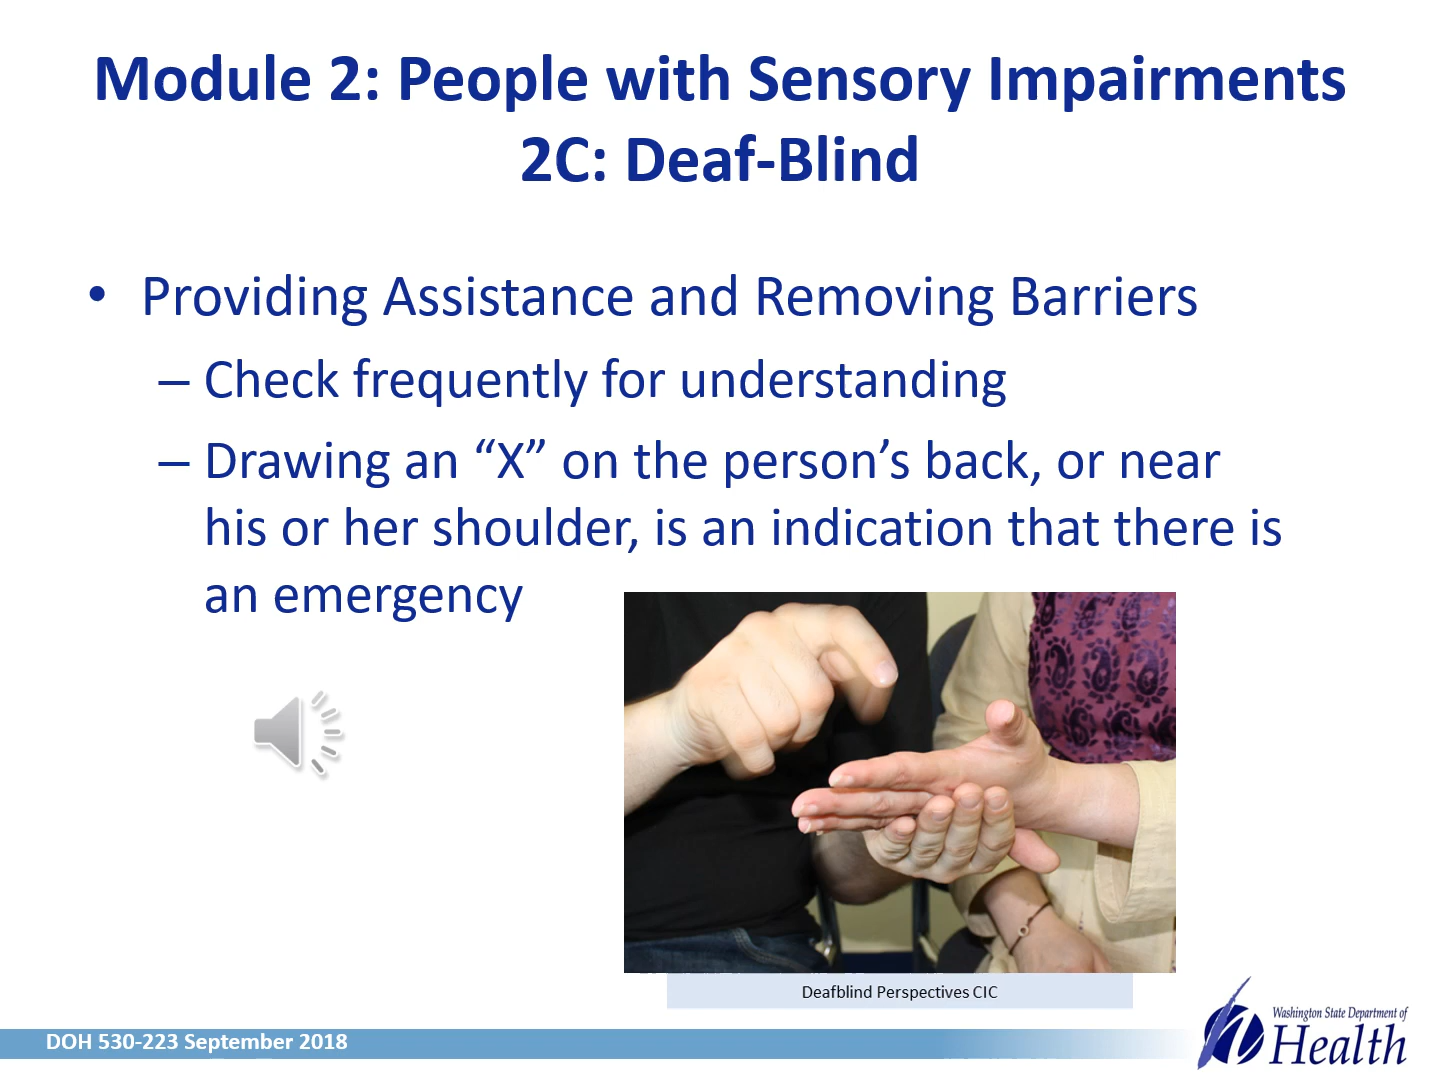 Module 2: People with Sensory Impairments
2C: Deaf-Blind
• Providing Assistance and Removing Barriers
– Check frequently for understanding
– Drawing an “X” on the person’s back, or near
his or her shoulder, is an indication that there is
an emergency
Deafblind Perspectives CIC
DOH 530-223 September 2018
Washington State Department of
Health